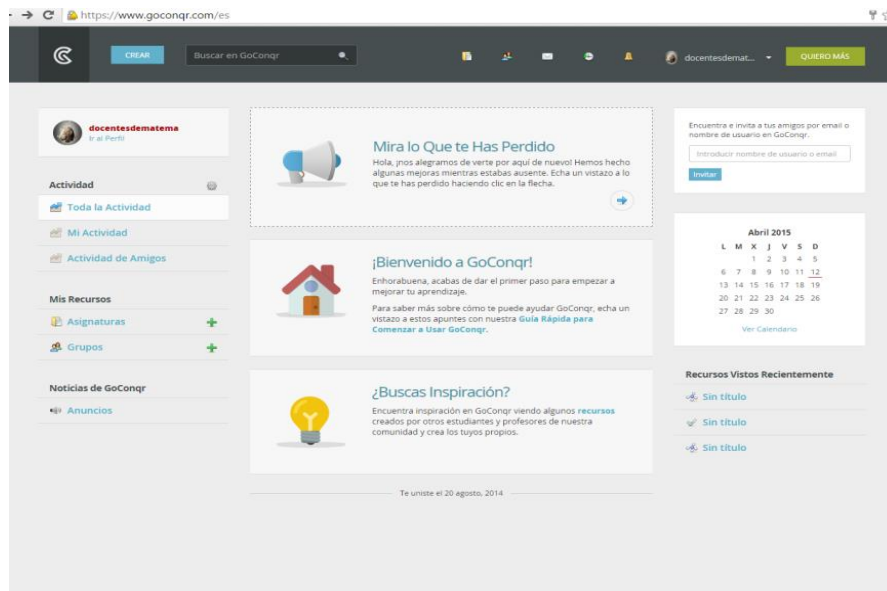 https://www.goconqr.com/es
CREAR
Buscar en GoConqr
docentesdemat...
QUIERO MÁS
docentesdematema
Ir al Perfil
Actividad
Toda la Actividad
Mi Actividad
Actividad de Amigos
Mis Recursos
Asignaturas
Grupos
Noticias de GoConqr
Anuncios
Mira lo Que te Has Perdido
Hola, ¡nos alegramos de verte por aquí de nuevo! Hemos hecho
algunas mejoras mientras estabas ausente. Echa un vistazo a lo
que te has perdido haciendo clic en la flecha.
¡Bienvenido a GoConqr!
Enhorabuena, acabas de dar el primer paso para empezar a
mejorar tu aprendizaje.
Para saber más sobre cómo te puede ayudar GoConqr, echa un
vistazo a estos apuntes con nuestra Guía Rápida para
Comenzar a Usar GoConqr.
¿Buscas Inspiración?
Encuentra inspiración en GoConqr viendo algunos recursos
creados por otros estudiantes y profesores de nuestra
comunidad y crea los tuyos propios.
Te uniste el 20 agosto, 2014
Encuentra e invita a tus amigos por email o
nombre de usuario en GoConqr.
Introducir nombre de usuario o email
Invitar
Abril 2015
L M X J V S D
1 2 3 4 5
6 7 8 9 10 11 12
13 14 15 16 17 18 19
20 21 22 23 24 25 26
27 28 29 30
Ver Calendario
Recursos Vistos Recientemente
Sin título
Sin título
Sin título